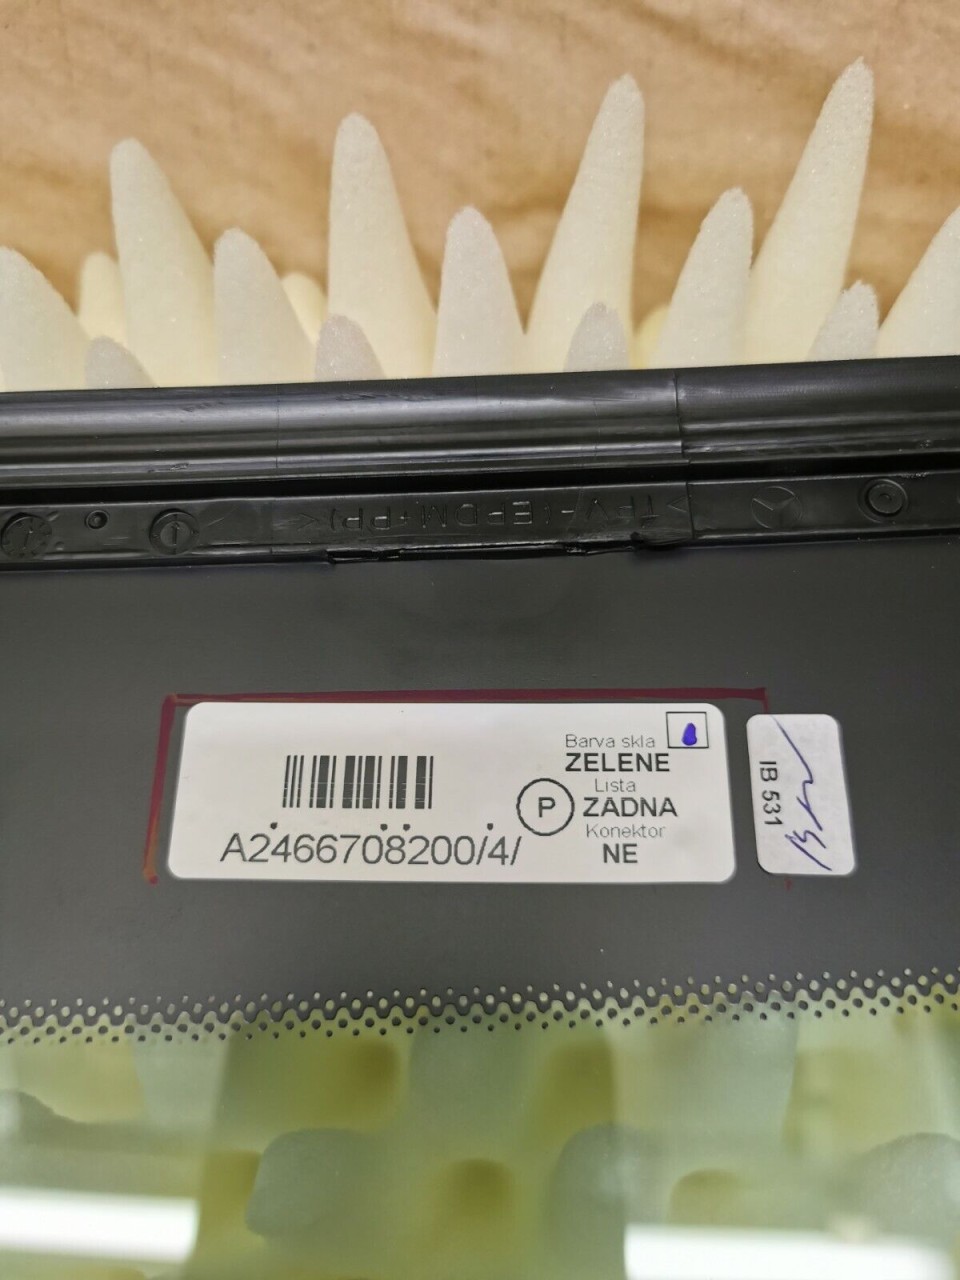 >TPV-(EPDM+PP)<
Barva skla
ZELENE
Lista
P
ZADNA
Konektor
NE
A2466708200/4/
IB 531